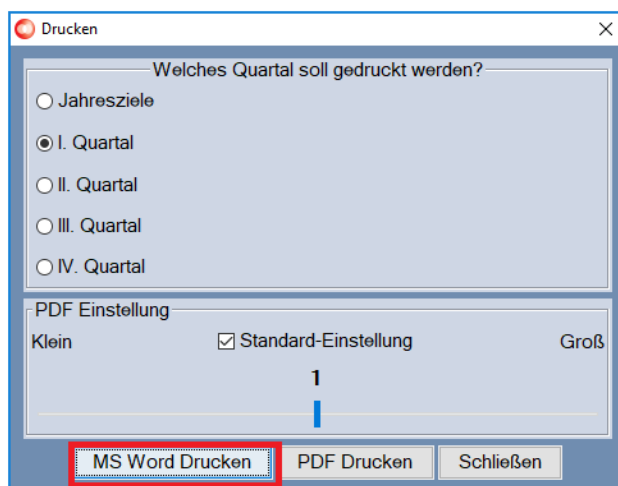 Drucken
Welches Quartal soll gedruckt werden?
Jahresziele
I. Quartal
II. Quartal
III. Quartal
IV. Quartal
PDF Einstellung
Klein Standard-Einstellung Groß
1
MS Word Drucken PDF Drucken Schließen